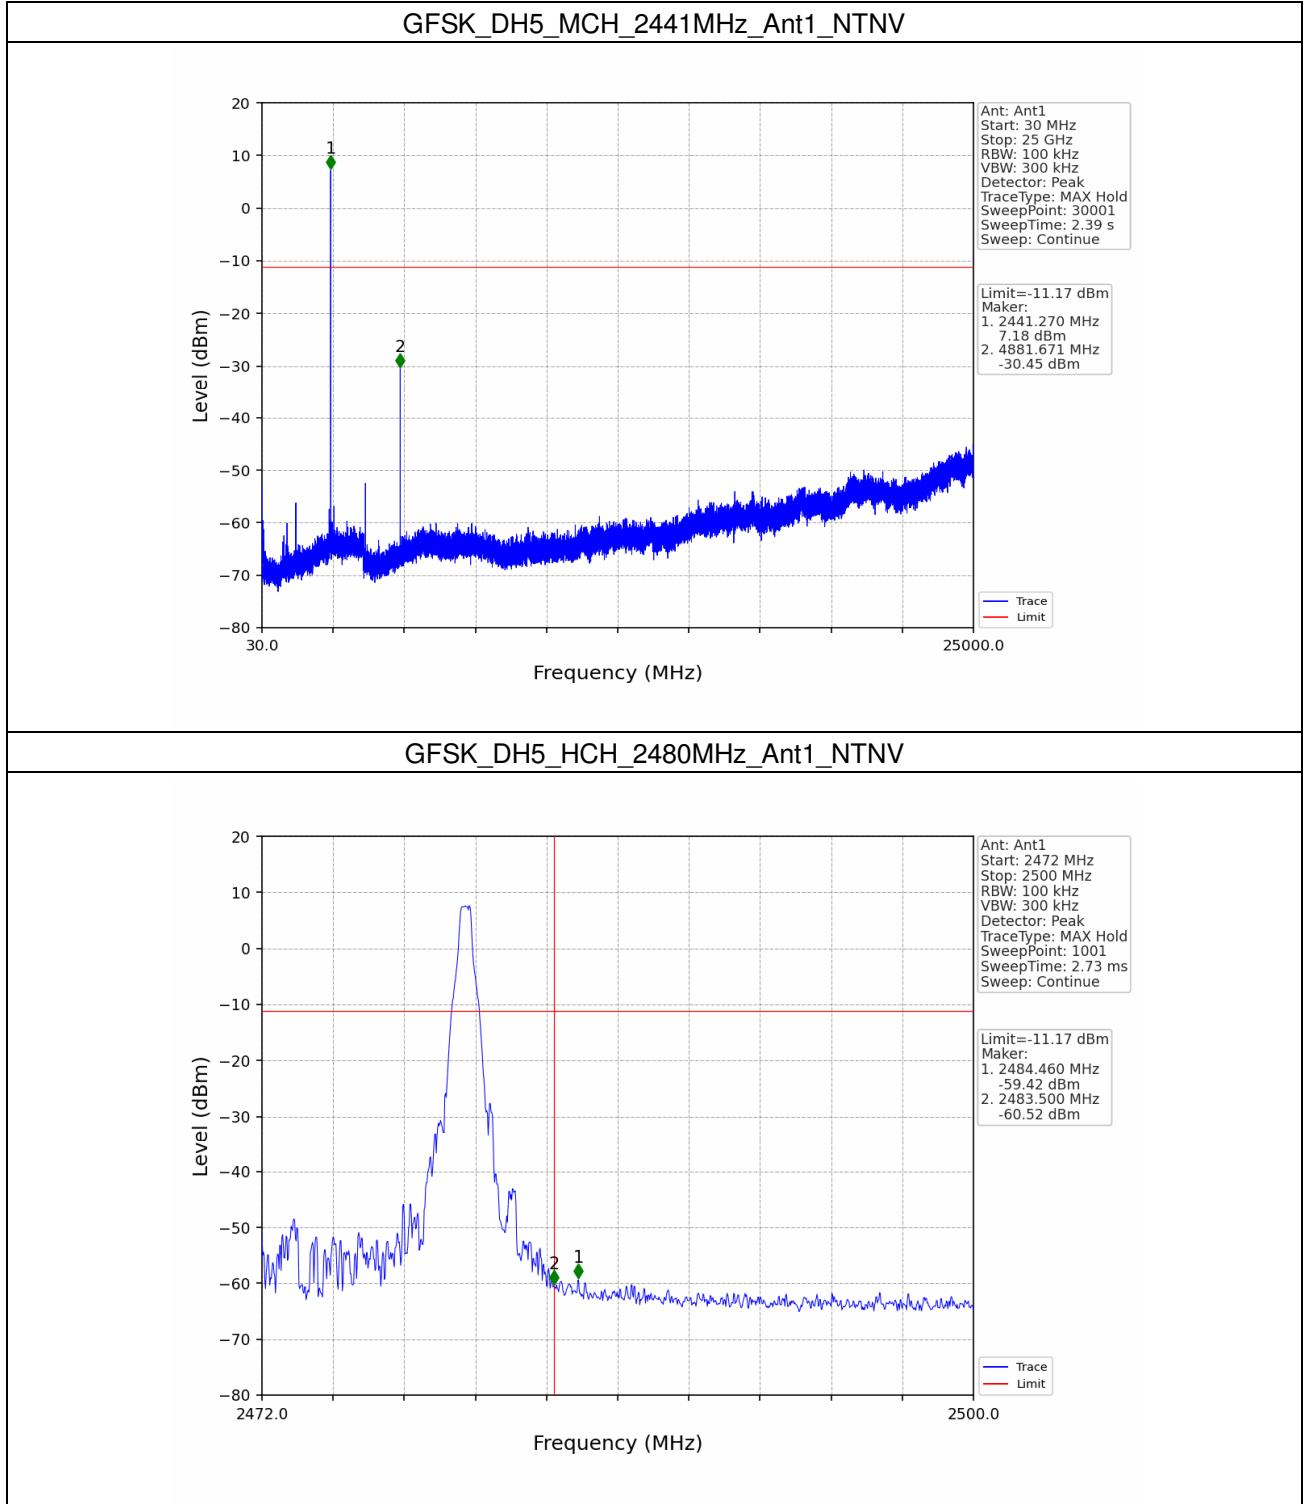 GFSK_DH5_MCH_2441MHz_Ant1_NTNV
20
10
0
−10
−20
−30
−40
−50
−60
−70
−80
Level (dBm)
1
2
30.0
25000.0
Frequency (MHz)
Ant: Ant1
Start: 30 MHz
Stop: 25 GHz
RBW: 100 kHz
VBW: 300 kHz
Detector: Peak
TraceType: MAX Hold
SweepPoint: 30001
SweepTime: 2.39 s
Sweep: Continue
Limit=-11.17 dBm
Maker:
1. 2441.270 MHz
7.18 dBm
2. 4881.671 MHz
-30.45 dBm
Trace
Limit
GFSK_DH5_HCH_2480MHz_Ant1_NTNV
20
10
0
−10
−20
−30
−40
−50
−60
−70
−80
Level (dBm)
2
1
2472.0
2500.0
Frequency (MHz)
Ant: Ant1
Start: 2472 MHz
Stop: 2500 MHz
RBW: 100 kHz
VBW: 300 kHz
Detector: Peak
TraceType: MAX Hold
SweepPoint: 1001
SweepTime: 2.73 ms
Sweep: Continue
Limit=-11.17 dBm
Maker:
1. 2484.460 MHz
-59.42 dBm
2. 2483.500 MHz
-60.52 dBm
Trace
Limit